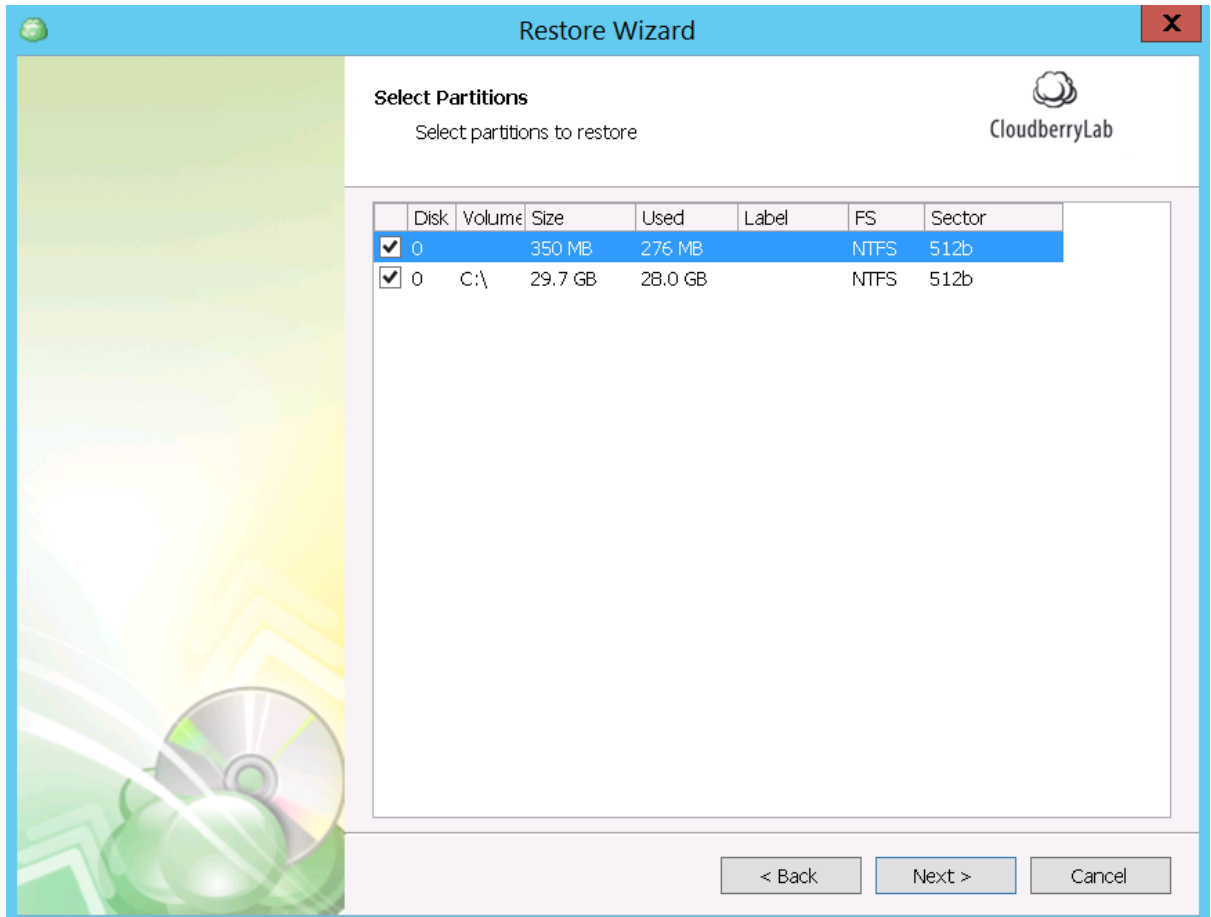 Restore Wizard
X
Select Partitions
Select partitions to restore
CloudberryLab
Disk Volume Size Used Label FS Sector
0 350 MB 276 MB NTFS 512b
0 C:\ 29.7 GB 28.0 GB NTFS 512b
< Back Next > Cancel